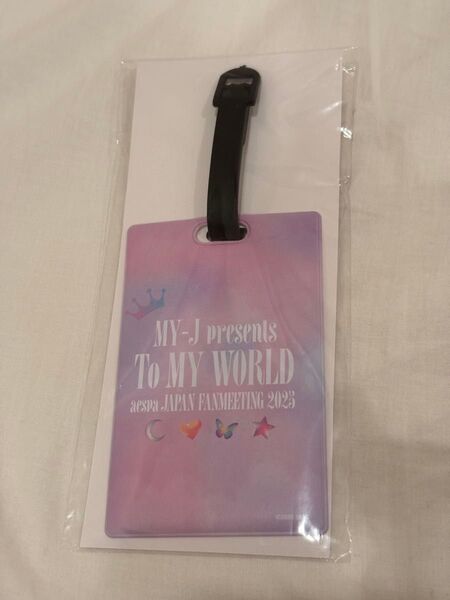 MY-J presents
To MY WORLD
aespa JAPAN FANMEETING 2025